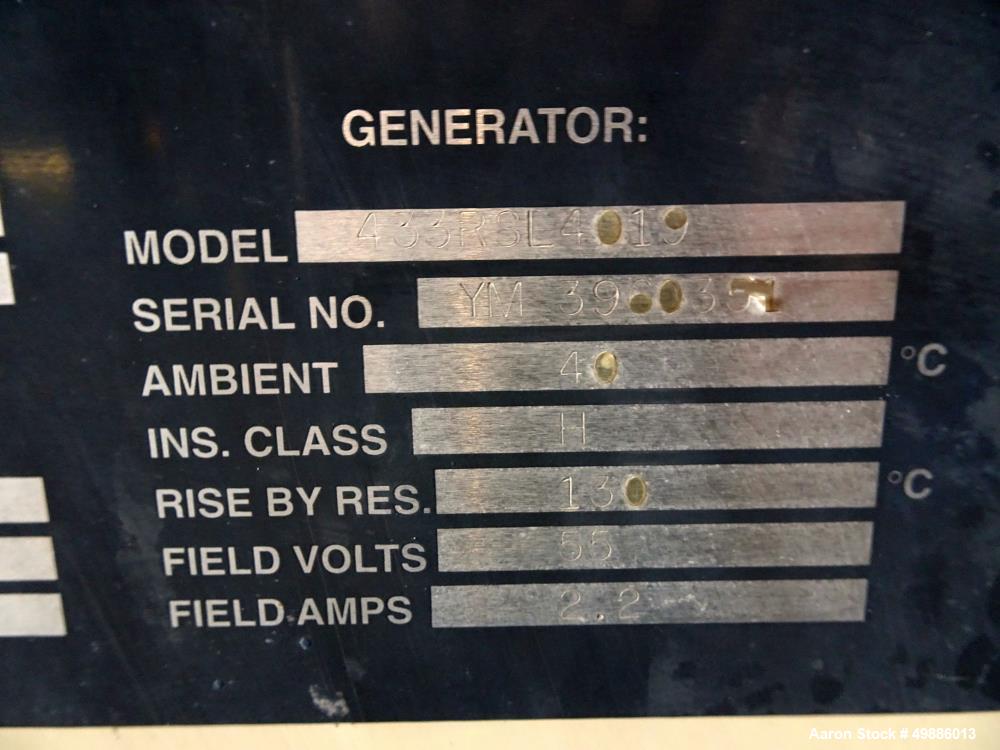 GENERATOR:
MODEL 433RSL4019
SERIAL NO. YM
AMBIENT 40 °C
INS. CLASS H
RISE BY RES. 130 °C
FIELD VOLTS 55
FIELD AMPS 2.2
Aaron Stock # 49886013